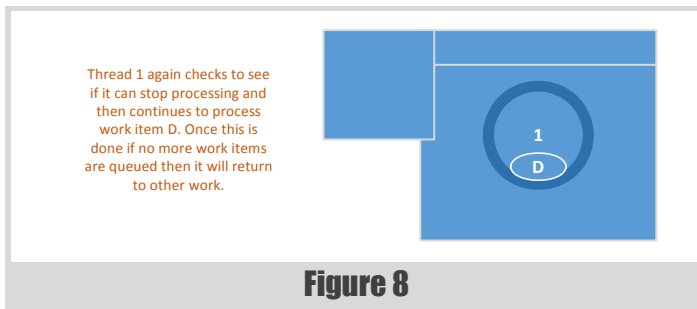 Thread 1 again checks to see
if it can stop processing and
then continues to process
work item D. Once this is
done if no more work items
are queued then it will return
to other work.
1
D
Figure 8